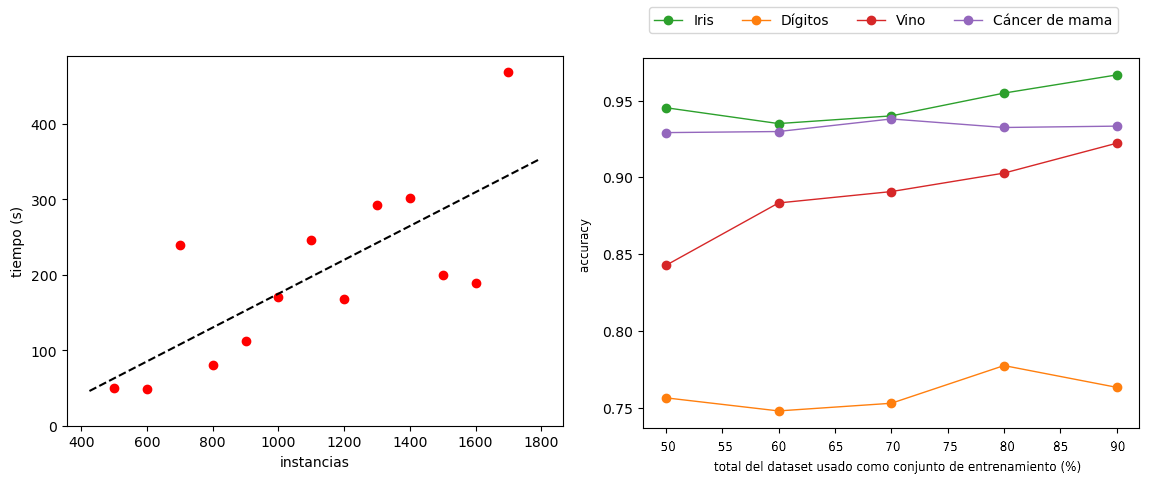 Iris Dígitos Vino Cáncer de mama
tiempo (s)
400
300
200
100
0
400 600 800 1000 1200 1400 1600 1800
instancias
accuracy
0.95
0.90
0.85
0.80
0.75
50 55 60 65 70 75 80 85 90
total del dataset usado como conjunto de entrenamiento (%)